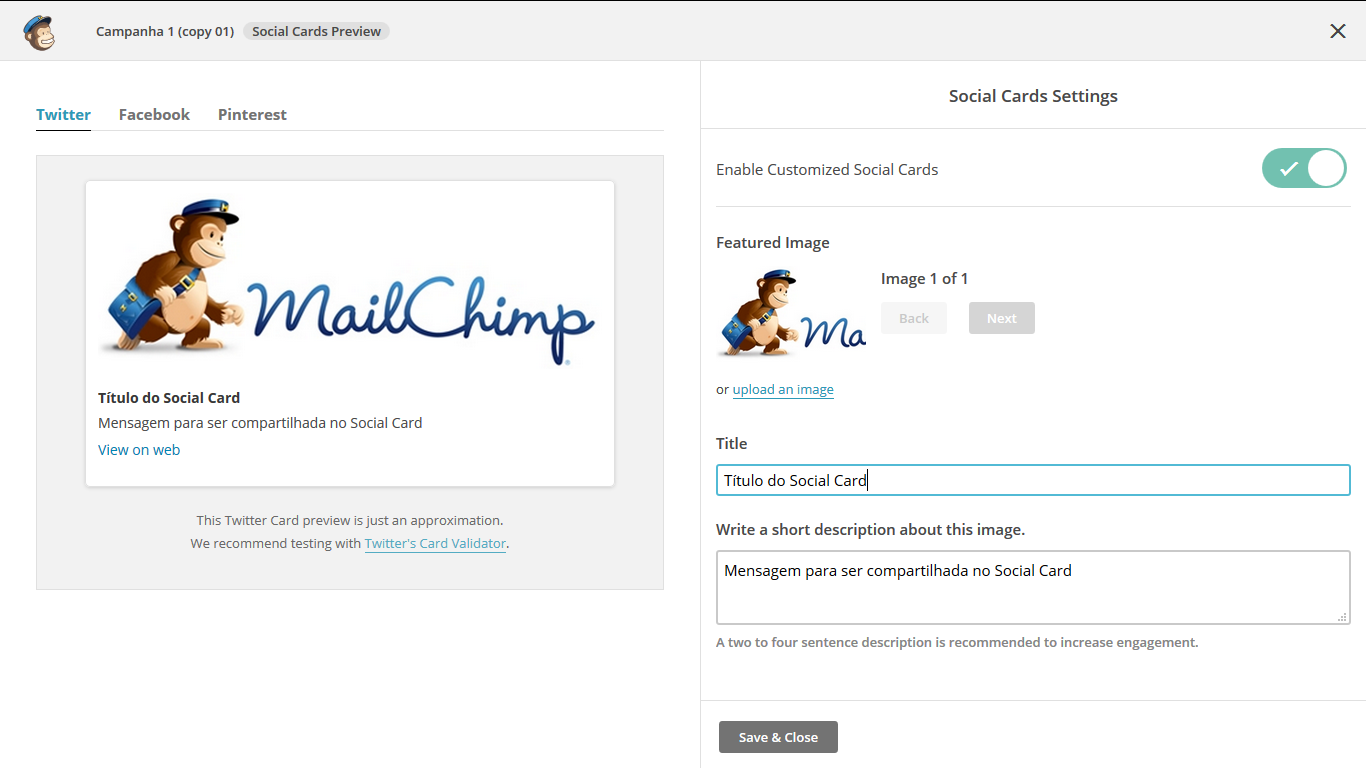 Campanha 1 (copy 01) Social Cards Preview
Twitter Facebook Pinterest
MailChimp
Título do Social Card
Mensagem para ser compartilhada no Social Card
View on web
This Twitter Card preview is just an approximation.
We recommend testing with Twitter's Card Validator.
Social Cards Settings
Enable Customized Social Cards
Featured Image
Ma
Image 1 of 1
Back Next
or upload an image
Title
Título do Social Card
Write a short description about this image.
Mensagem para ser compartilhada no Social Card
A two to four sentence description is recommended to increase engagement.
Save & Close